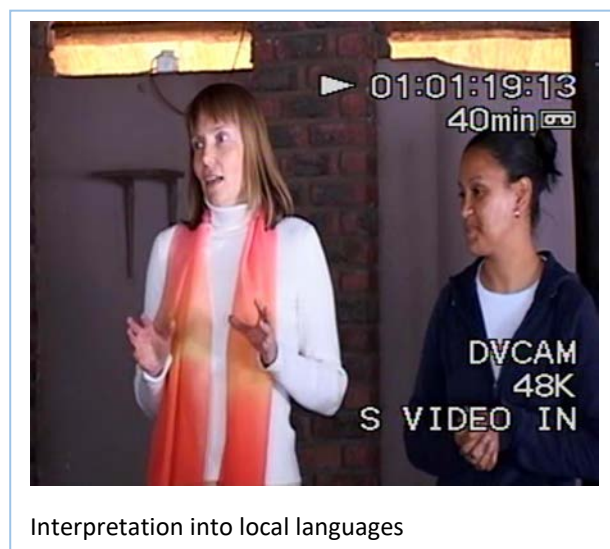 01:01:19:13
40min
DVCAM
48K
S VIDEO IN
Interpretation into local languages